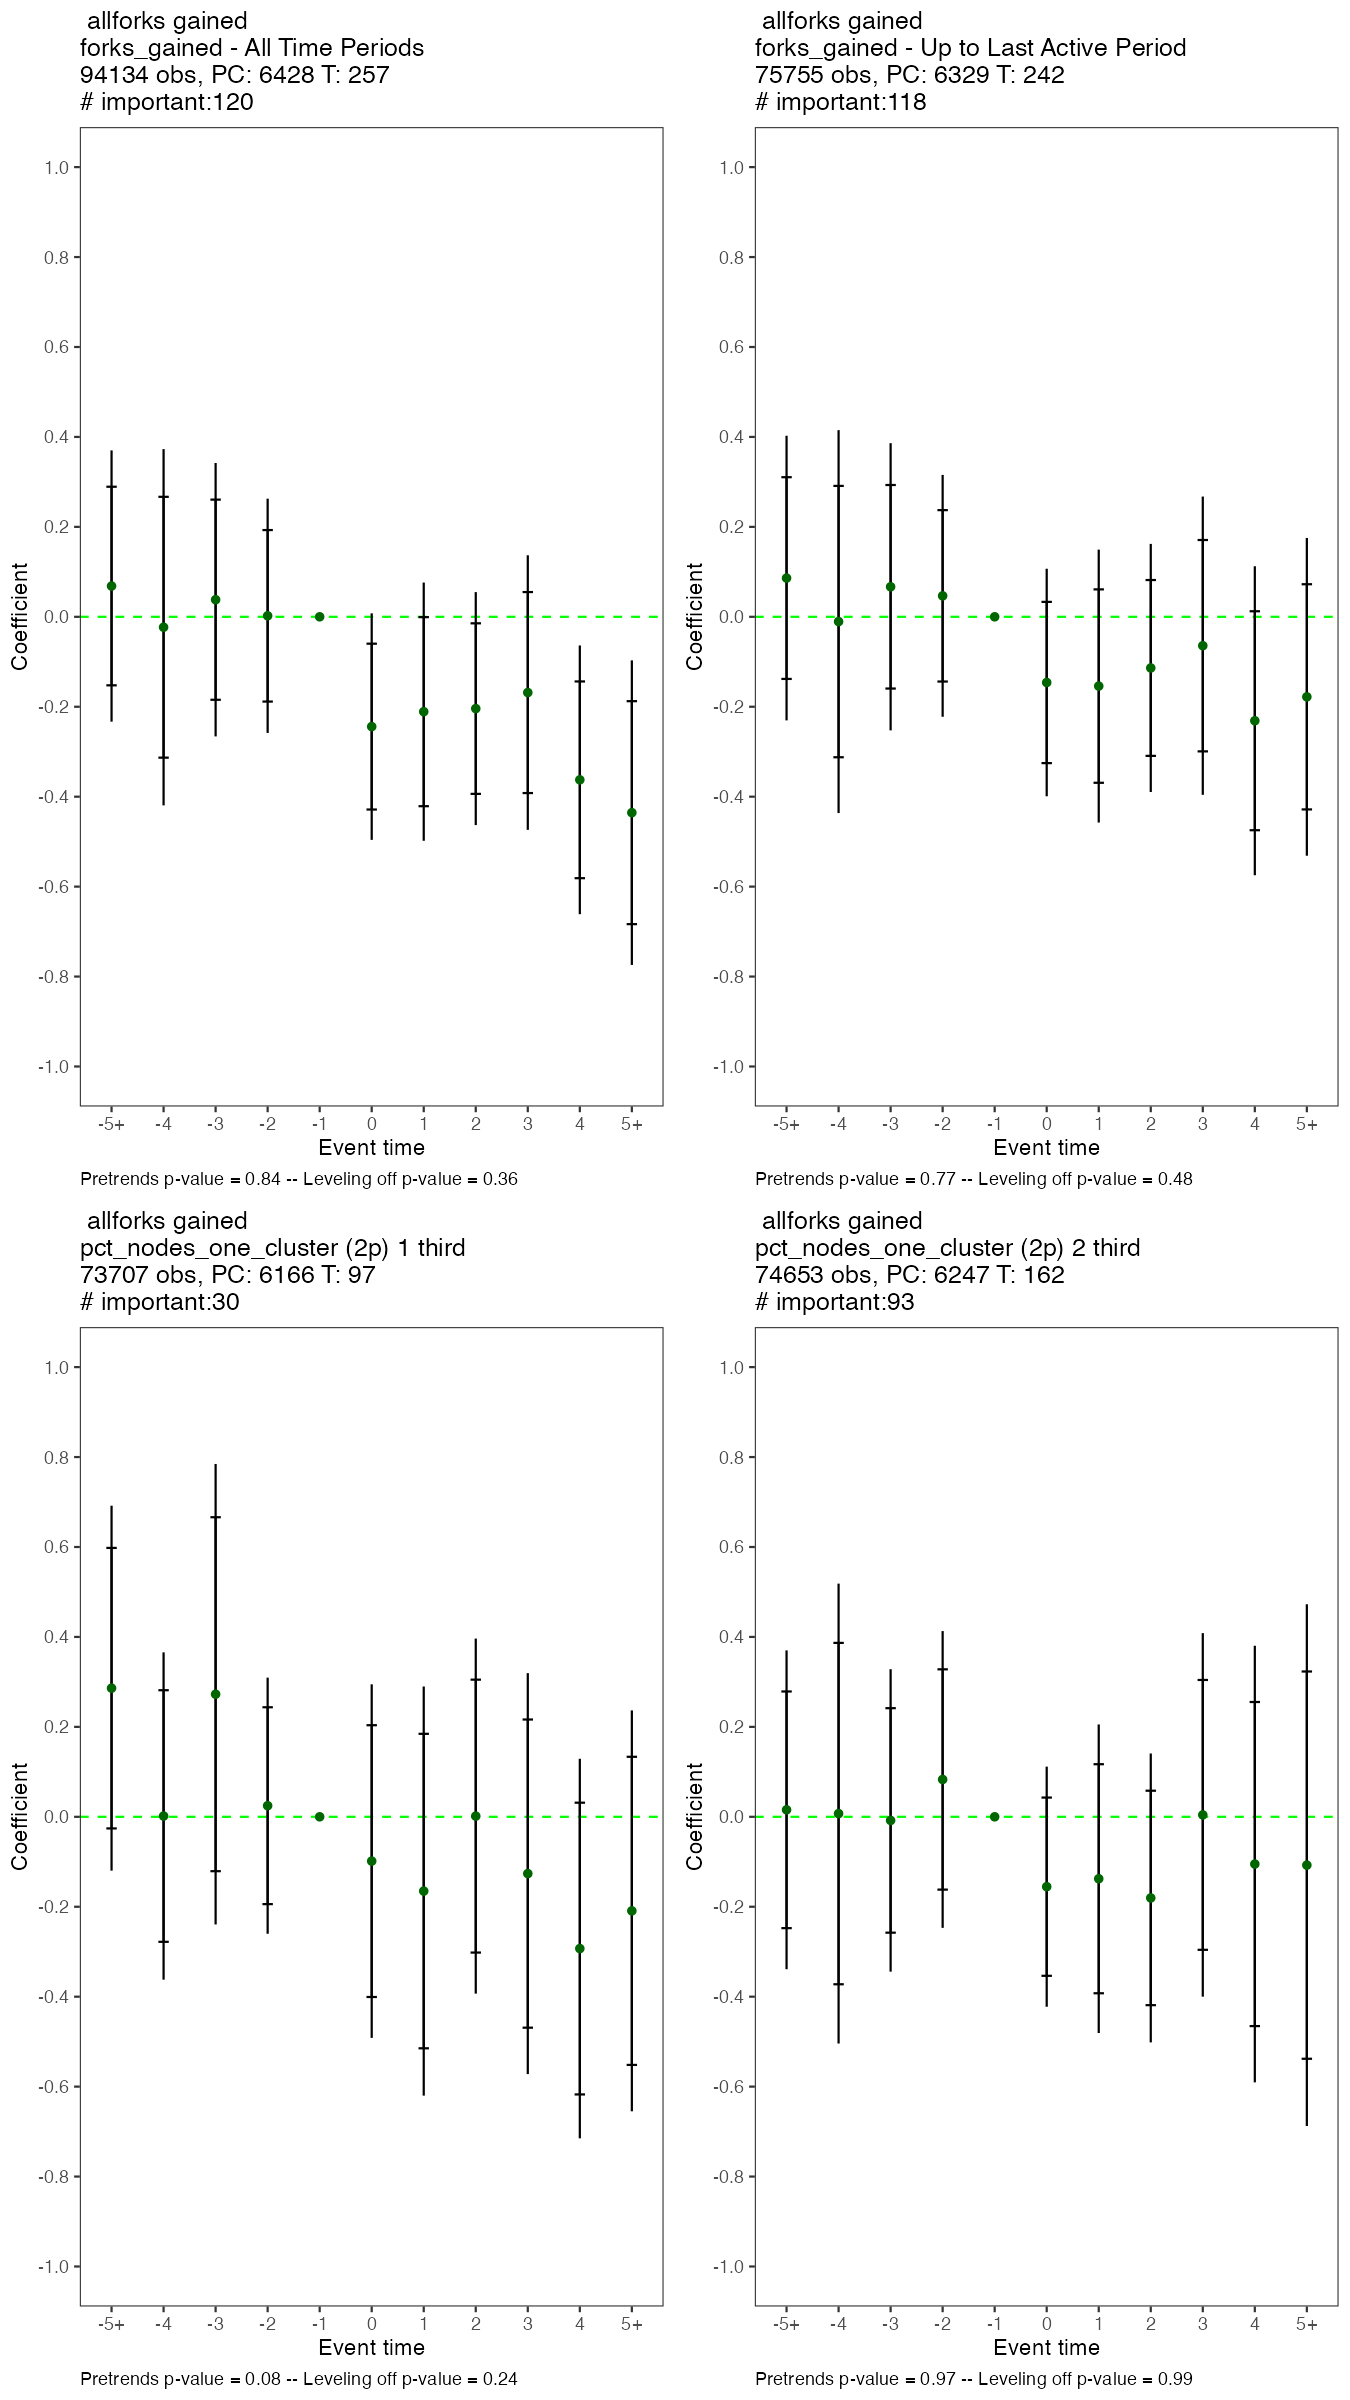 allforks gained
forks_gained - All Time Periods
94134 obs, PC: 6428 T: 257
# important:120
1.0
0.8
0.6
0.4
0.2
0.0
-0.2
-0.4
-0.6
-0.8
-1.0
Coefficient
-5+ -4 -3 -2 -1 0 1 2 3 4 5+
Event time
Pretrends p-value = 0.84 -- Leveling off p-value = 0.36
allforks gained
forks_gained - Up to Last Active Period
75755 obs, PC: 6329 T: 242
# important:118
1.0
0.8
0.6
0.4
0.2
0.0
-0.2
-0.4
-0.6
-0.8
-1.0
Coefficient
-5+ -4 -3 -2 -1 0 1 2 3 4 5+
Event time
Pretrends p-value = 0.77 -- Leveling off p-value = 0.48
allforks gained
pct_nodes_one_cluster (2p) 1 third
73707 obs, PC: 6166 T: 97
# important:30
1.0
0.8
0.6
0.4
0.2
0.0
-0.2
-0.4
-0.6
-0.8
-1.0
Coefficient
-5+ -4 -3 -2 -1 0 1 2 3 4 5+
Event time
Pretrends p-value = 0.08 -- Leveling off p-value = 0.24
allforks gained
pct_nodes_one_cluster (2p) 2 third
74653 obs, PC: 6247 T: 162
# important:93
1.0
0.8
0.6
0.4
0.2
0.0
-0.2
-0.4
-0.6
-0.8
-1.0
Coefficient
-5+ -4 -3 -2 -1 0 1 2 3 4 5+
Event time
Pretrends p-value = 0.97 -- Leveling off p-value = 0.99